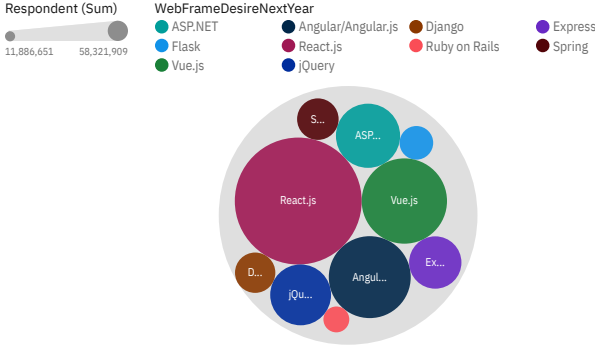 Respondent (Sum)
11,886,651 58,321,909
WebFrameDesireNextYear
ASP.NET Angular/Angular.js Django Express
Flask React.js Ruby on Rails Spring
Vue.js jQuery
S...
ASP...
React.js
Vue.js
D...
jQu...
Angul...
Ex...